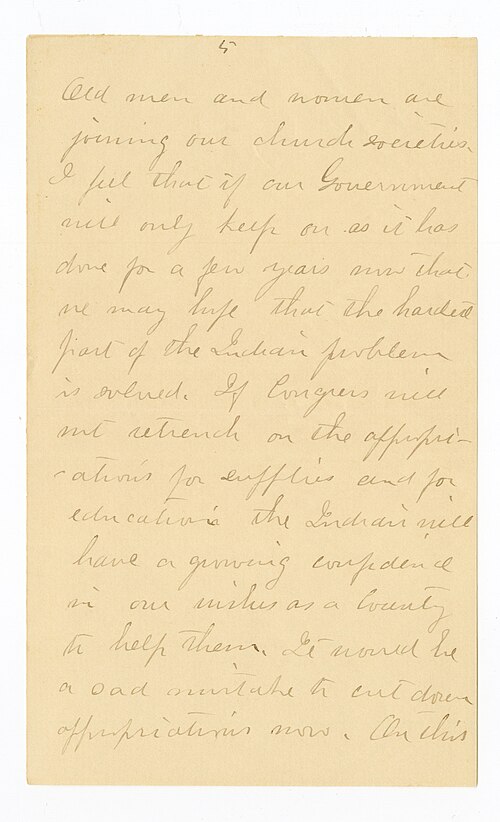 5
Old men and women are
joining our church societies.
I feel that if our Government
will only keep on as it has
done for a few years now that
we may hope that the hardest
part of the Indian problem
is solved. If Congress will
not retrench on the appropri-
-ations for supplies and for
education the Indian will
have a growing confidence
in our wishes as a County
to help them. It would be
a sad mistake to cut down
appropriations now. On this